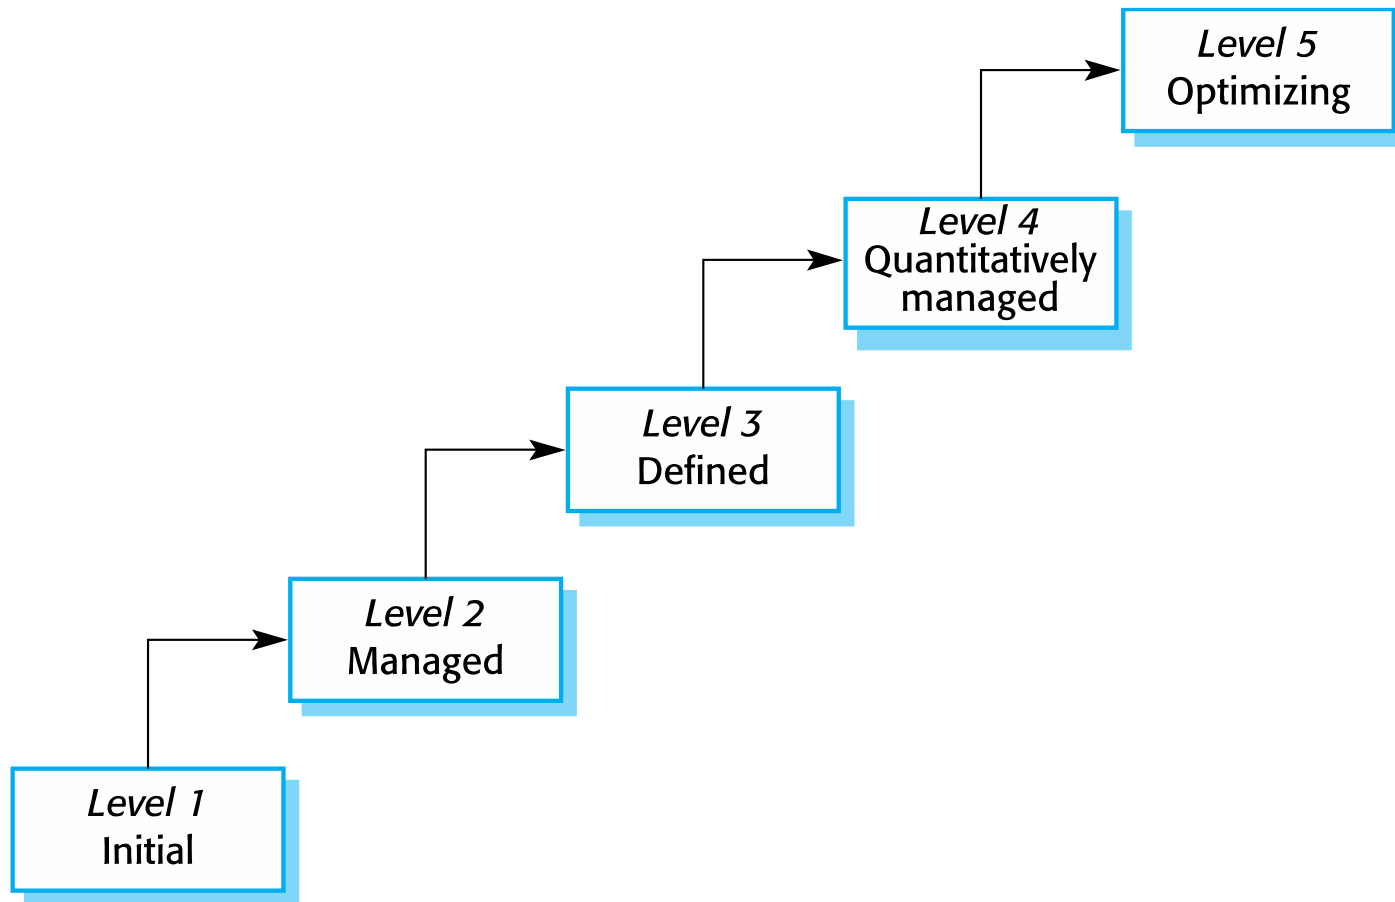 Level 5
Optimizing
Level 4
Quantitatively
managed
Level 3
Defined
Level 2
Managed
Level 1
Initial